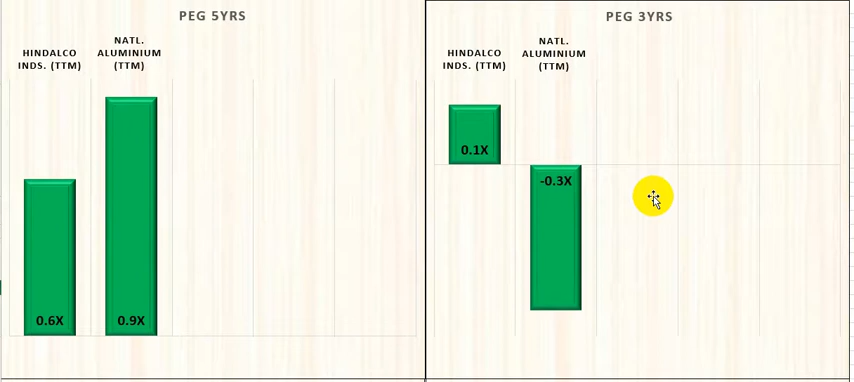 PEG 5YRS
HINDALCO
INDS. (TTM)
NATL.
ALUMINIUM
(TTM)
0.6X
0.9X
PEG 3YRS
HINDALCO
INDS. (TTM)
NATL.
ALUMINIUM
(TTM)
0.1X
-0.3X